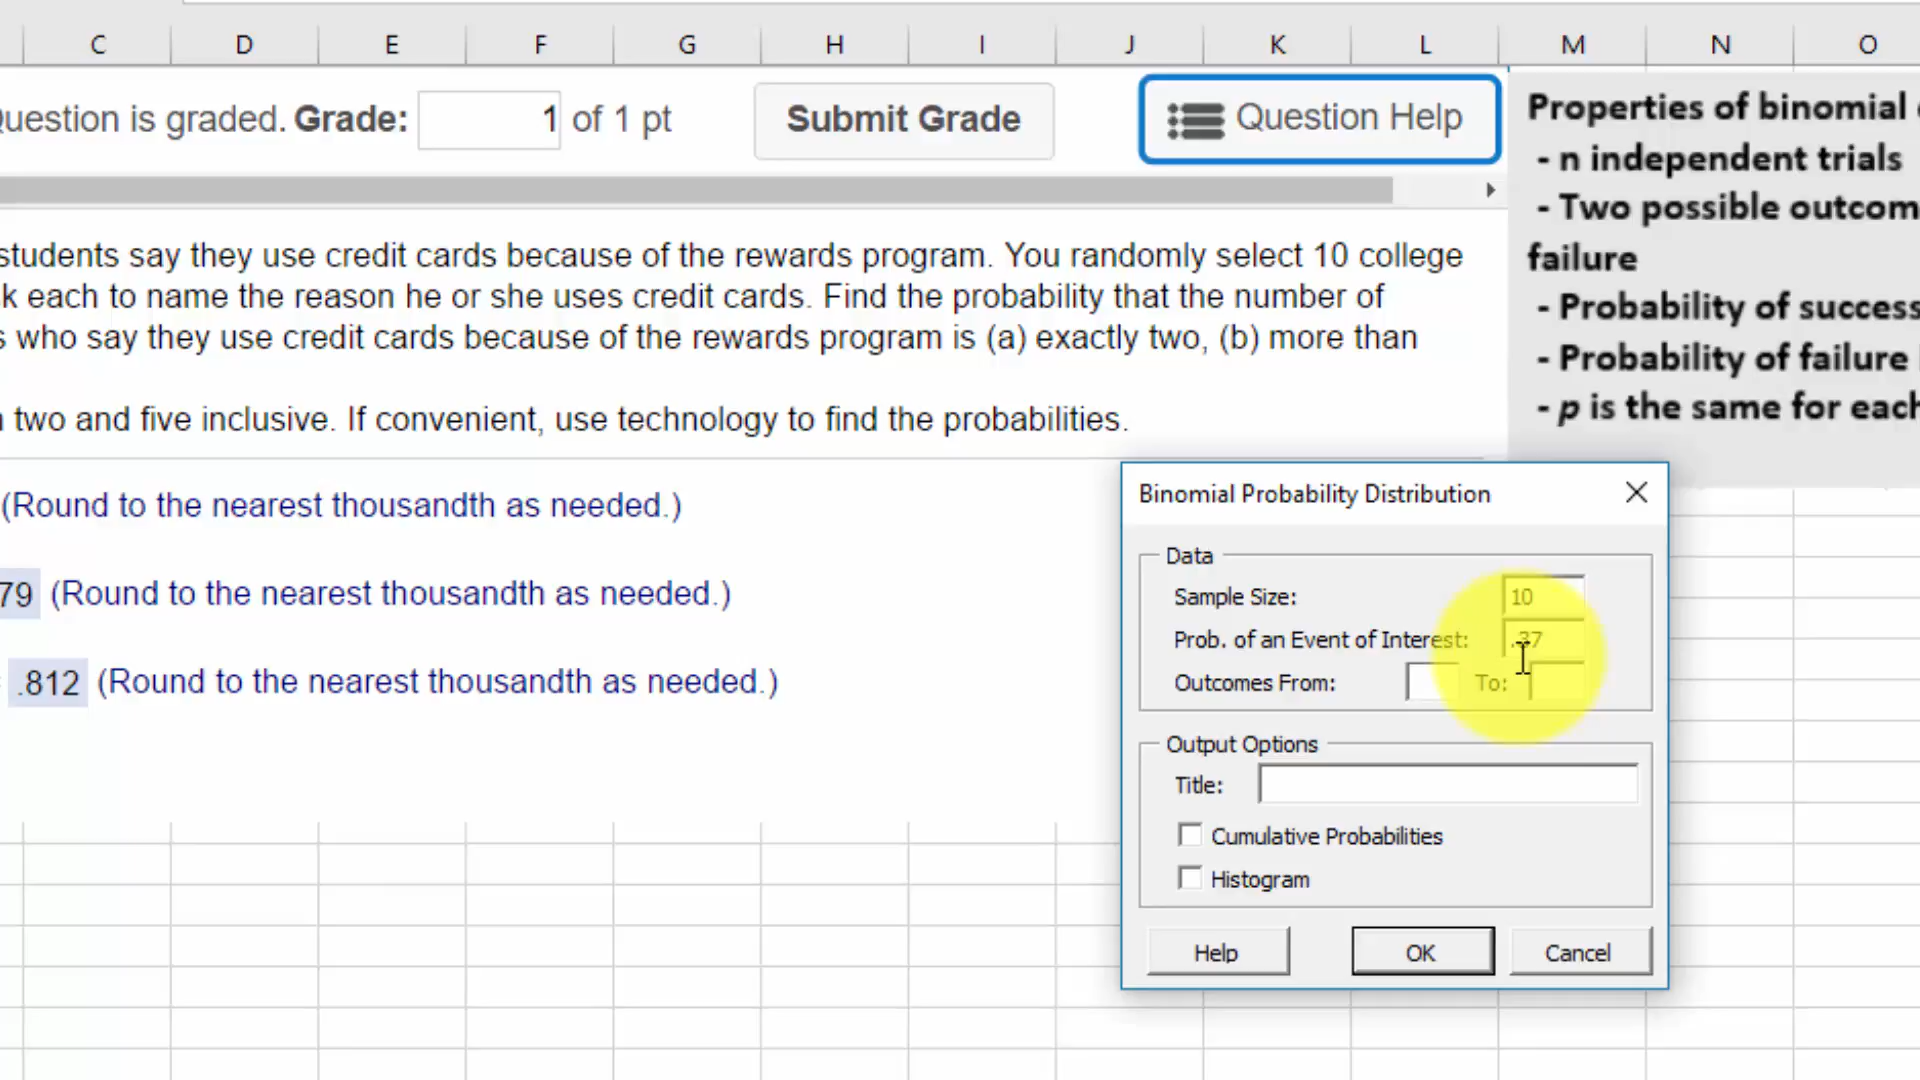 C D E F G H I J K L M N O
Question is graded. Grade: 1 of 1 pt Submit Grade Question Help
Properties of binomial
- n independent trials
- Two possible outcom
failure
- Probability of success
- Probability of failure
- p is the same for each
students say they use credit cards because of the rewards program. You randomly select 10 college
k each to name the reason he or she uses credit cards. Find the probability that the number of
s who say they use credit cards because of the rewards program is (a) exactly two, (b) more than
n two and five inclusive. If convenient, use technology to find the probabilities.
(Round to the nearest thousandth as needed.)
79 (Round to the nearest thousandth as needed.)
.812 (Round to the nearest thousandth as needed.)
Binomial Probability Distribution
Data
Sample Size: 10
Prob. of an Event of Interest: .37
Outcomes From: To:
Output Options
Title:
Cumulative Probabilities
Histogram
Help OK Cancel